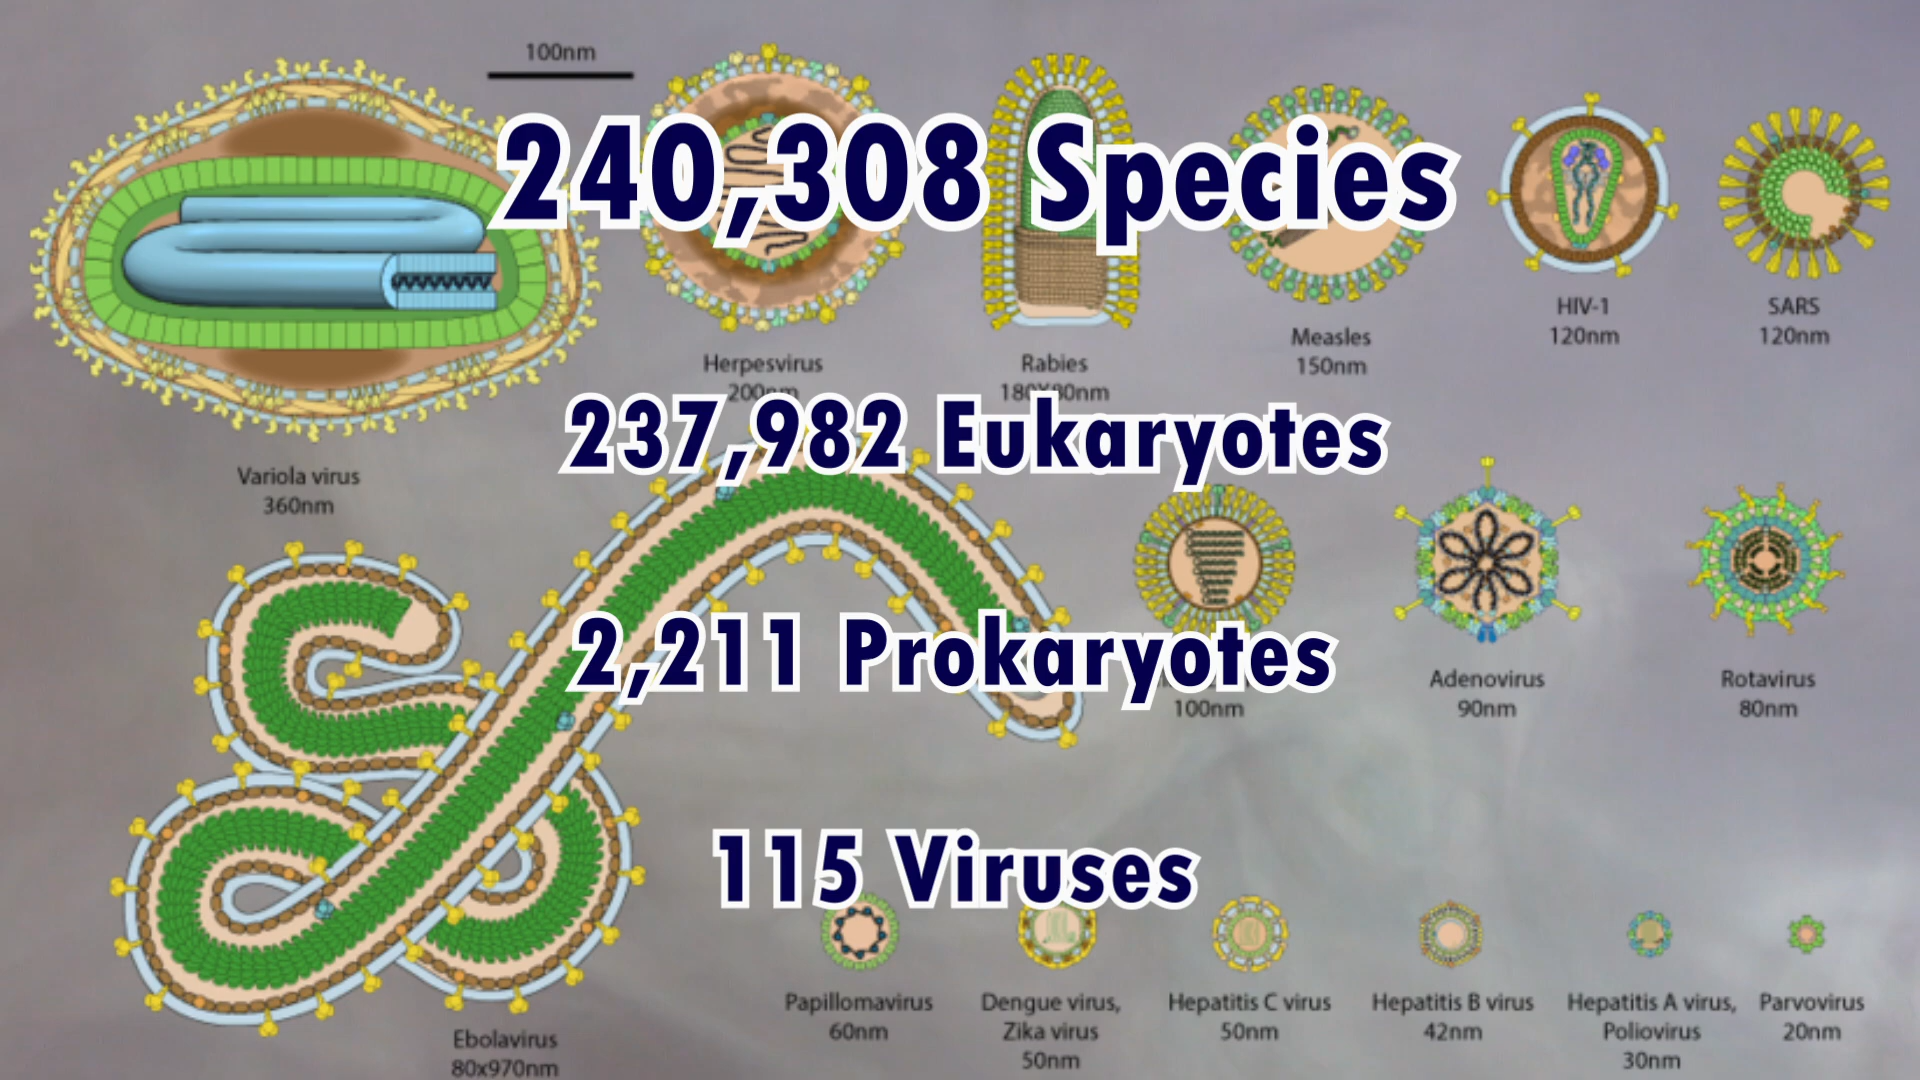 100nm
240,308 Species
HIV-1
120nm
SARS
120nm
Measles
150nm
Herpesvirus
200nm
Rabies
180X80nm
237,982 Eukaryotes
Variola virus
360nm
2,211 Prokaryotes
100nm
Adenovirus
90nm
Rotavirus
80nm
115 Viruses
Papillomavirus
60nm
Dengue virus,
Zika virus
50nm
Hepatitis C virus
50nm
Hepatitis B virus
42nm
Hepatitis A virus,
Poliovirus
30nm
Parvovirus
20nm
Ebolavirus
80x970nm